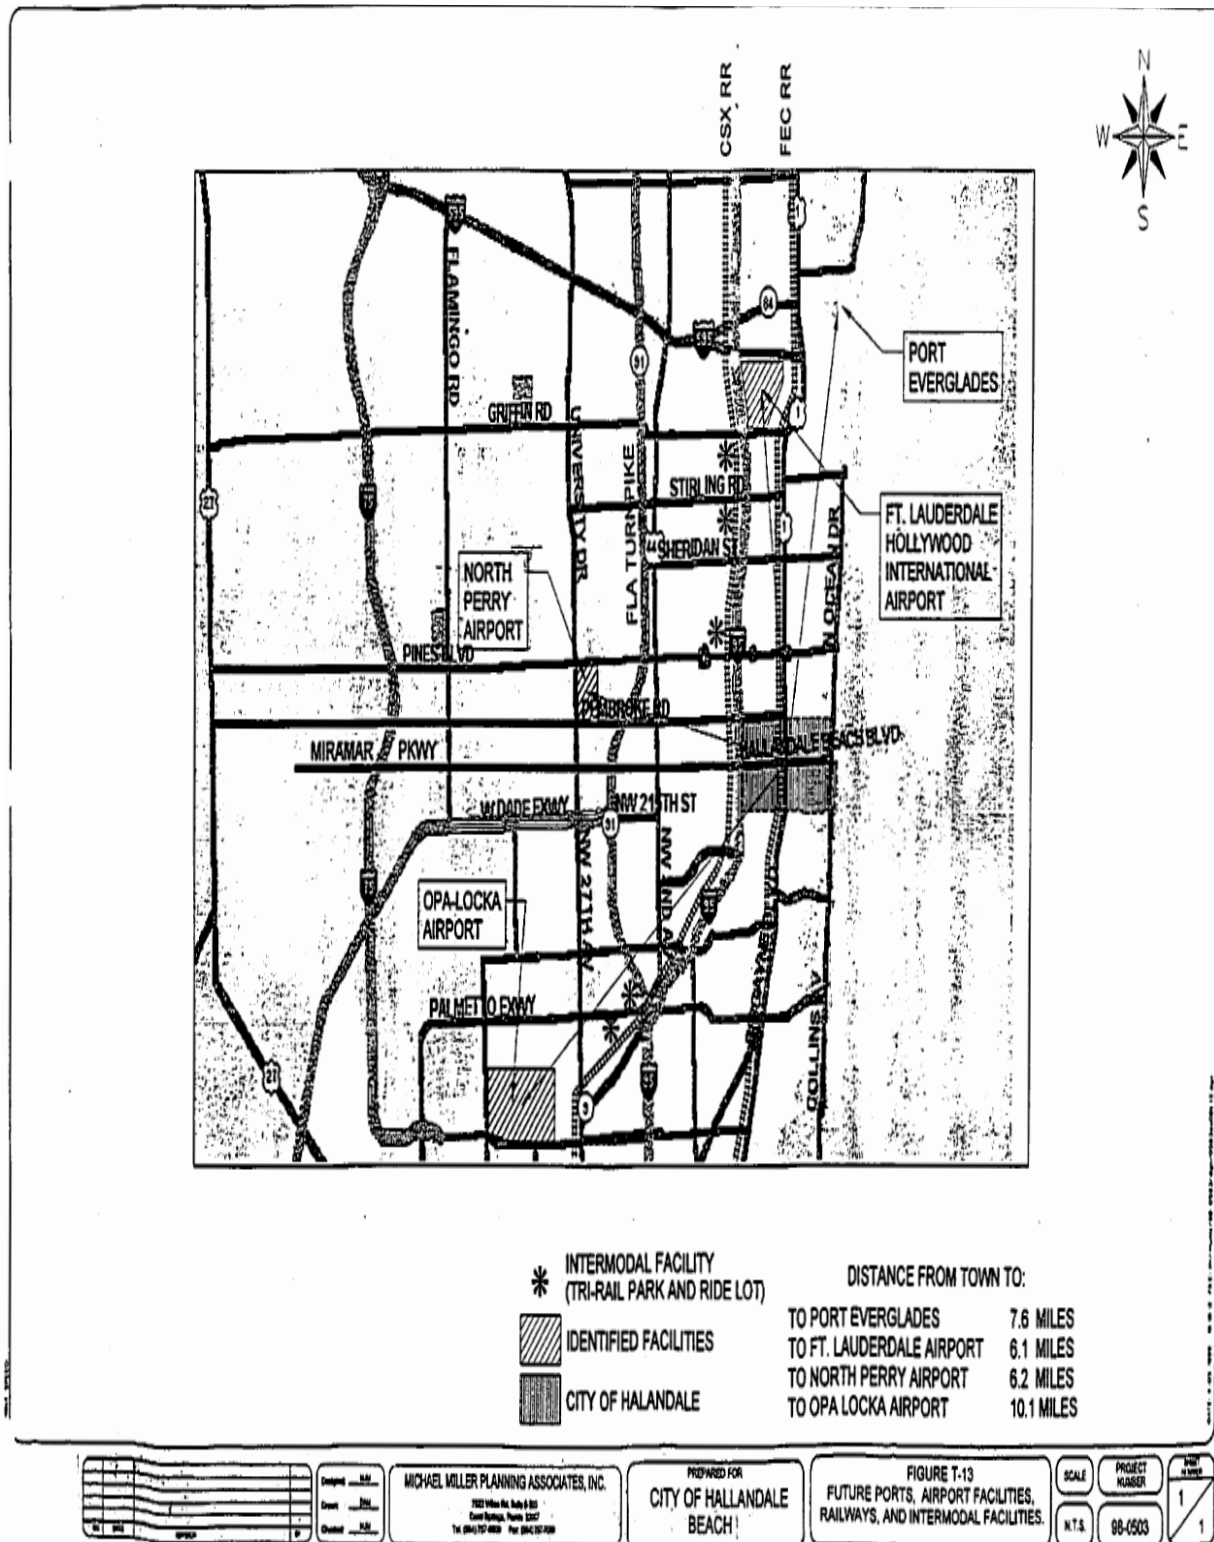 CSX RR
FEC RR
N
W
E
S
FLAMINGO RD
84
PORT
EVERGLADES
31
GRIFFIN RD
UNIVERSITY DR
FLA TURNPIKE
STIRLING RD
FT. LAUDERDALE
HOLLYWOOD
INTERNATIONAL
AIRPORT
SHERIDAN S
N OCEAN DR
NORTH
PERRY
AIRPORT
PINES BLVD
PEMBROKE RD
HALLANDALE BEACH BLVD.
MIRAMAR PKWY
W DADE EXWY
NW 215TH ST
31
OPA-LOCKA
AIRPORT
PALMETTO EXWY
COLLINS AV
27
9
INTERMODAL FACILITY
(TRI-RAIL PARK AND RIDE LOT)
IDENTIFIED FACILITIES
CITY OF HALANDALE
DISTANCE FROM TOWN TO:
TO PORT EVERGLADES 7.6 MILES
TO FT. LAUDERDALE AIRPORT 6.1 MILES
TO NORTH PERRY AIRPORT 6.2 MILES
TO OPA LOCKA AIRPORT 10.1 MILES
MICHAEL MILLER PLANNING ASSOCIATES, INC.
PREPARED FOR
CITY OF HALLANDALE
BEACH
FIGURE T-13
FUTURE PORTS, AIRPORT FACILITIES,
RAILWAYS, AND INTERMODAL FACILITIES.
SCALE
N.T.S.
PROJECT
NUMBER
98-0503
1
1